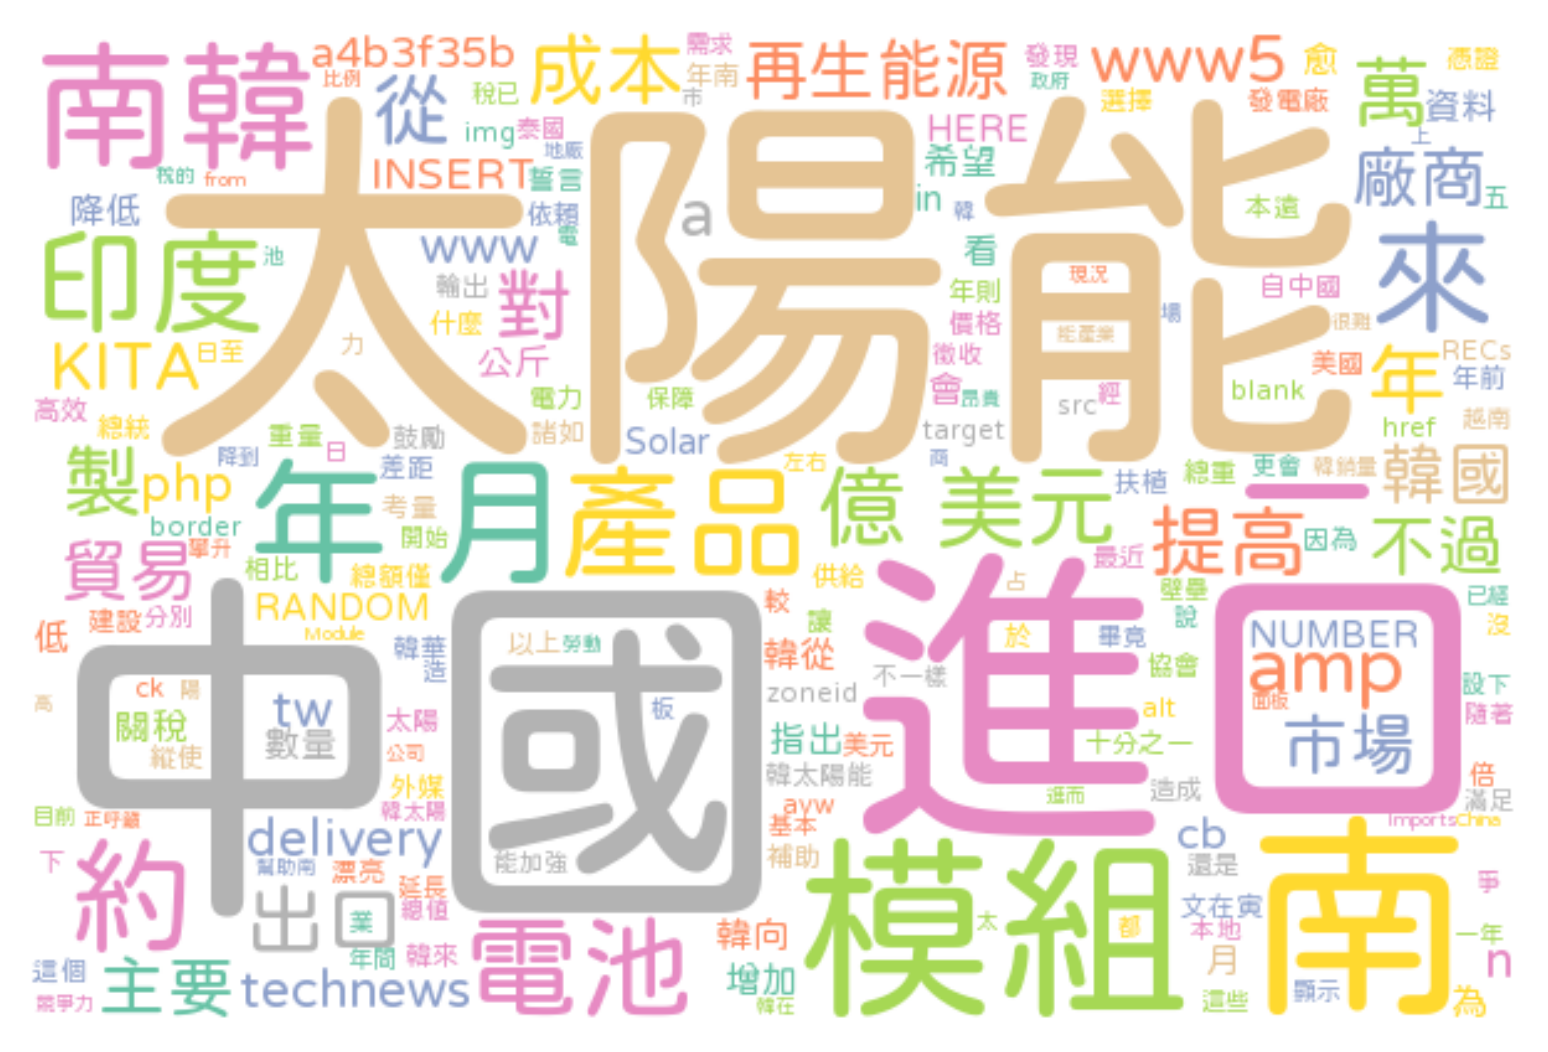 南韓
a4b3f35b
比例
從
稅已
img
泰國
地廠
成本
需求
年南
市
再生能源
HERE
發現
政府
www5
選擇
愈
發電廠
憑證
萬
資料
上
稅的
from
INSERT
誓言
依賴
電
希望
in
韓
廠商
五
降低
太陽能
a
本遠
印度
池
www
輸出
什麼
對
看
年則
價格
徵收
現況
能產業
場
自中國
很難
來
KITA
日至
力
公斤
會
昂貴
src
經
美國
年
RECs
年前
高效
總統
重量
日
鼓勵
電力
諸如
保障
Solar
target
商
blank
href
越南
製
php
降到
差距
考量
年
月
產品
左右
億
美元
扶植
總重
更會
韓銷量
韓國
一
border
攀升
開始
提高
因為
不過
貿易
相比
總額僅
供給
最近
占
壁壘
說
已經
沒
建設
分別
RANDOM
Module
低
較
讓
韓從
於
畢竟
協會
NUMBER
中國
韓華
造
以上
勞動
進口
zoneid
不一樣
amp
面板
設下
隨著
高
ck
陽
關稅
縱使
tw
數量
太陽
公司
板
指出
美元
alt
十分之一
市場
外媒
韓太陽能
進而
造成
倍
滿足
目前
正呼籲
delivery
韓太陽
avw
基本
補助
cb
還是
Imports
China
下
約
幫助南
漂亮
延長
總值
能加強
模組
南
爭
出口
業
年間
韓來
電池
韓向
太
都
文在寅
本地
一年
這個
競爭力
主要
technews
增加
韓在
月
這些
顯示
n
為